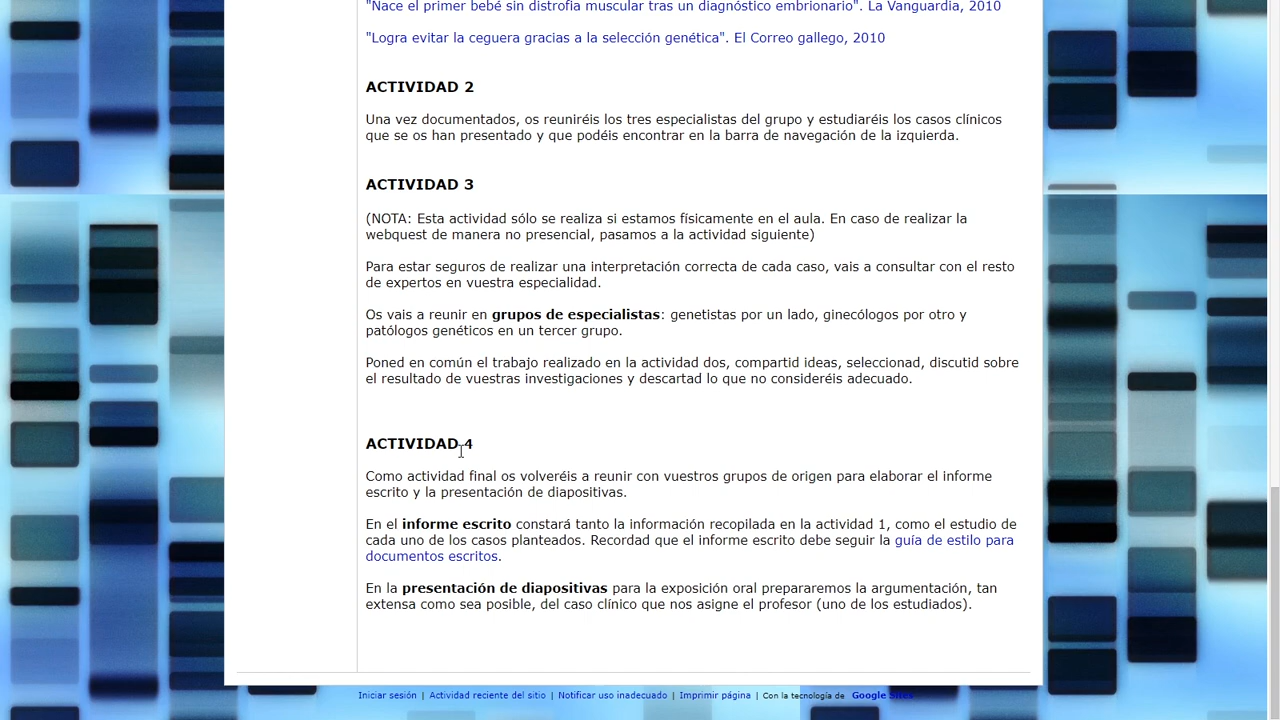 "Nace el primer bebé sin distrofia muscular tras un diagnóstico embrionario". La Vanguardia, 2010
"Logra evitar la ceguera gracias a la selección genética". El Correo gallego, 2010
ACTIVIDAD 2
Una vez documentados, os reuniréis los tres especialistas del grupo y estudiaréis los casos clínicos
que se os han presentado y que podéis encontrar en la barra de navegación de la izquierda.
ACTIVIDAD 3
(NOTA: Esta actividad sólo se realiza si estamos físicamente en el aula. En caso de realizar la
webquest de manera no presencial, pasamos a la actividad siguiente)
Para estar seguros de realizar una interpretación correcta de cada caso, vais a consultar con el resto
de expertos en vuestra especialidad.
Os vais a reunir en grupos de especialistas: genetistas por un lado, ginecólogos por otro y
patólogos genéticos en un tercer grupo.
Poned en común el trabajo realizado en la actividad dos, compartid ideas, seleccionad, discutid sobre
el resultado de vuestras investigaciones y descartad lo que no consideréis adecuado.
ACTIVIDAD 4
Como actividad final os volveréis a reunir con vuestros grupos de origen para elaborar el informe
escrito y la presentación de diapositivas.
En el informe escrito constará tanto la información recopilada en la actividad 1, como el estudio de
cada uno de los casos planteados. Recordad que el informe escrito debe seguir la guía de estilo para
documentos escritos.
En la presentación de diapositivas para la exposición oral prepararemos la argumentación, tan
extensa como sea posible, del caso clínico que nos asigne el profesor (uno de los estudiados).
Iniciar sesión | Actividad reciente del sitio | Notificar uso inadecuado | Imprimir página | Con la tecnología de Google Sites